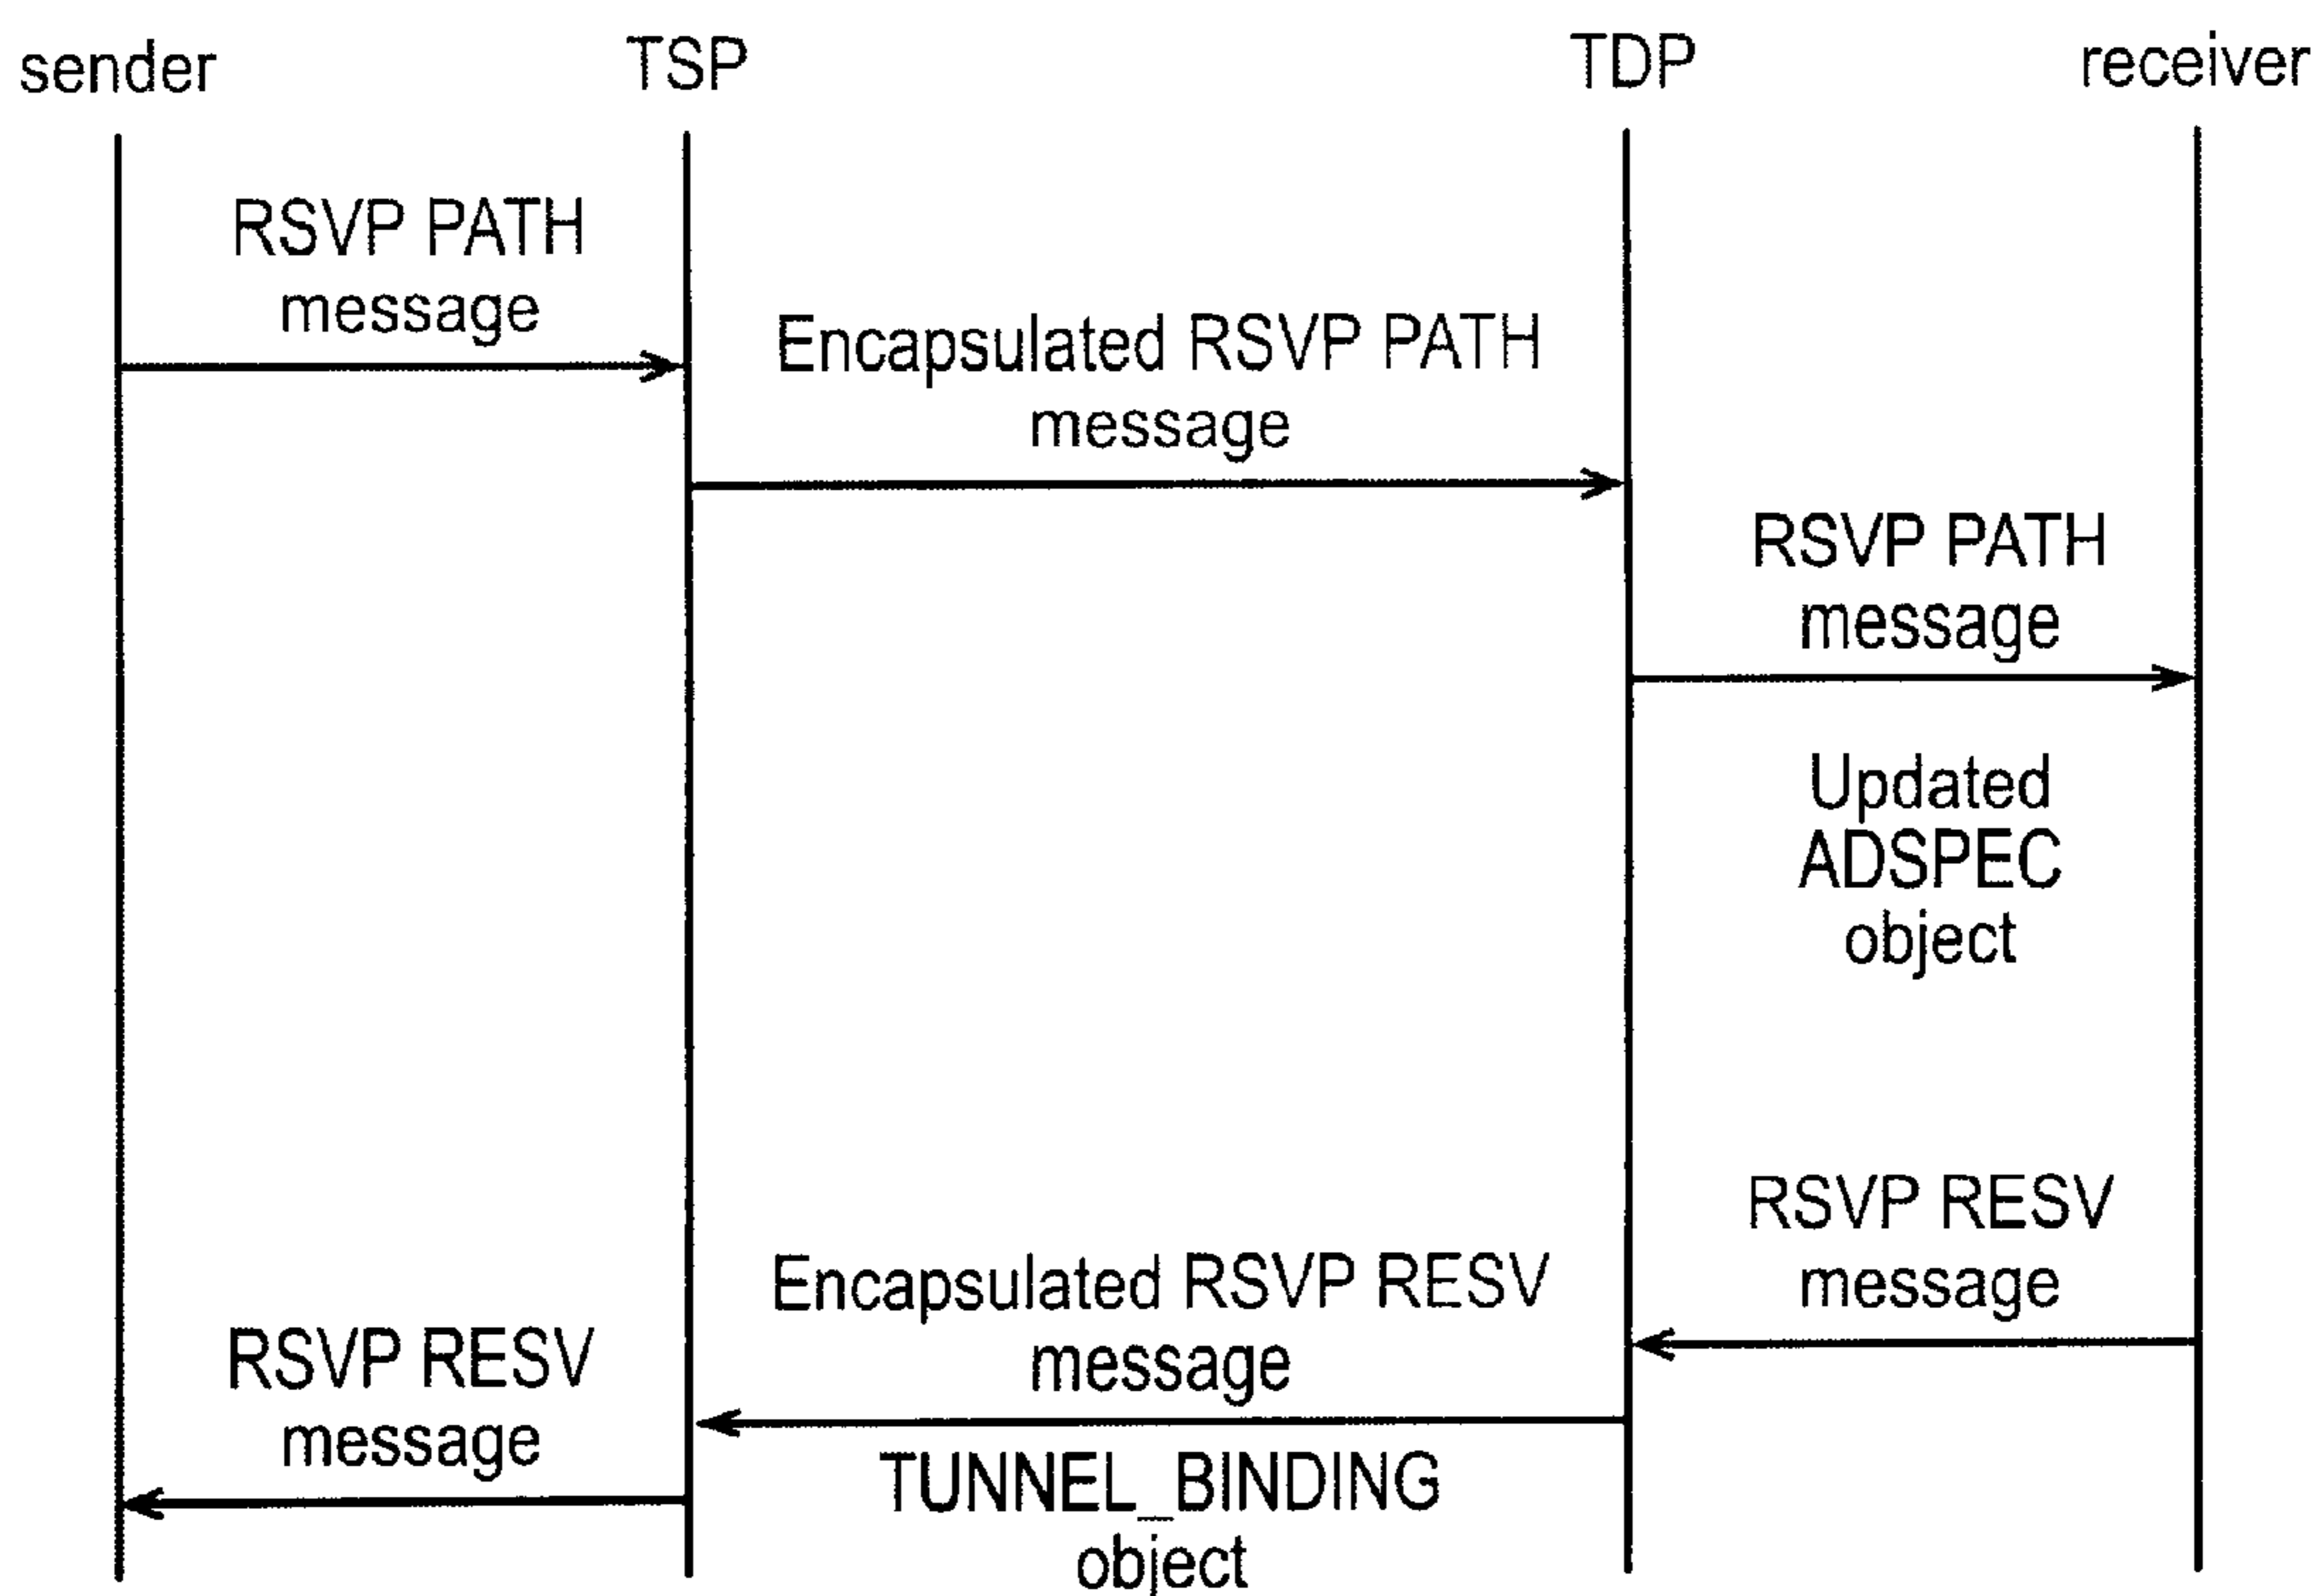 sender
TSP
TDP
receiver
RSVP PATH
message
Encapsulated RSVP PATH
message
RSVP PATH
message
Updated
ADSPEC
object
RSVP RESV
message
Encapsulated RSVP RESV
message
TUNNEL_BINDING
object
RSVP RESV
message